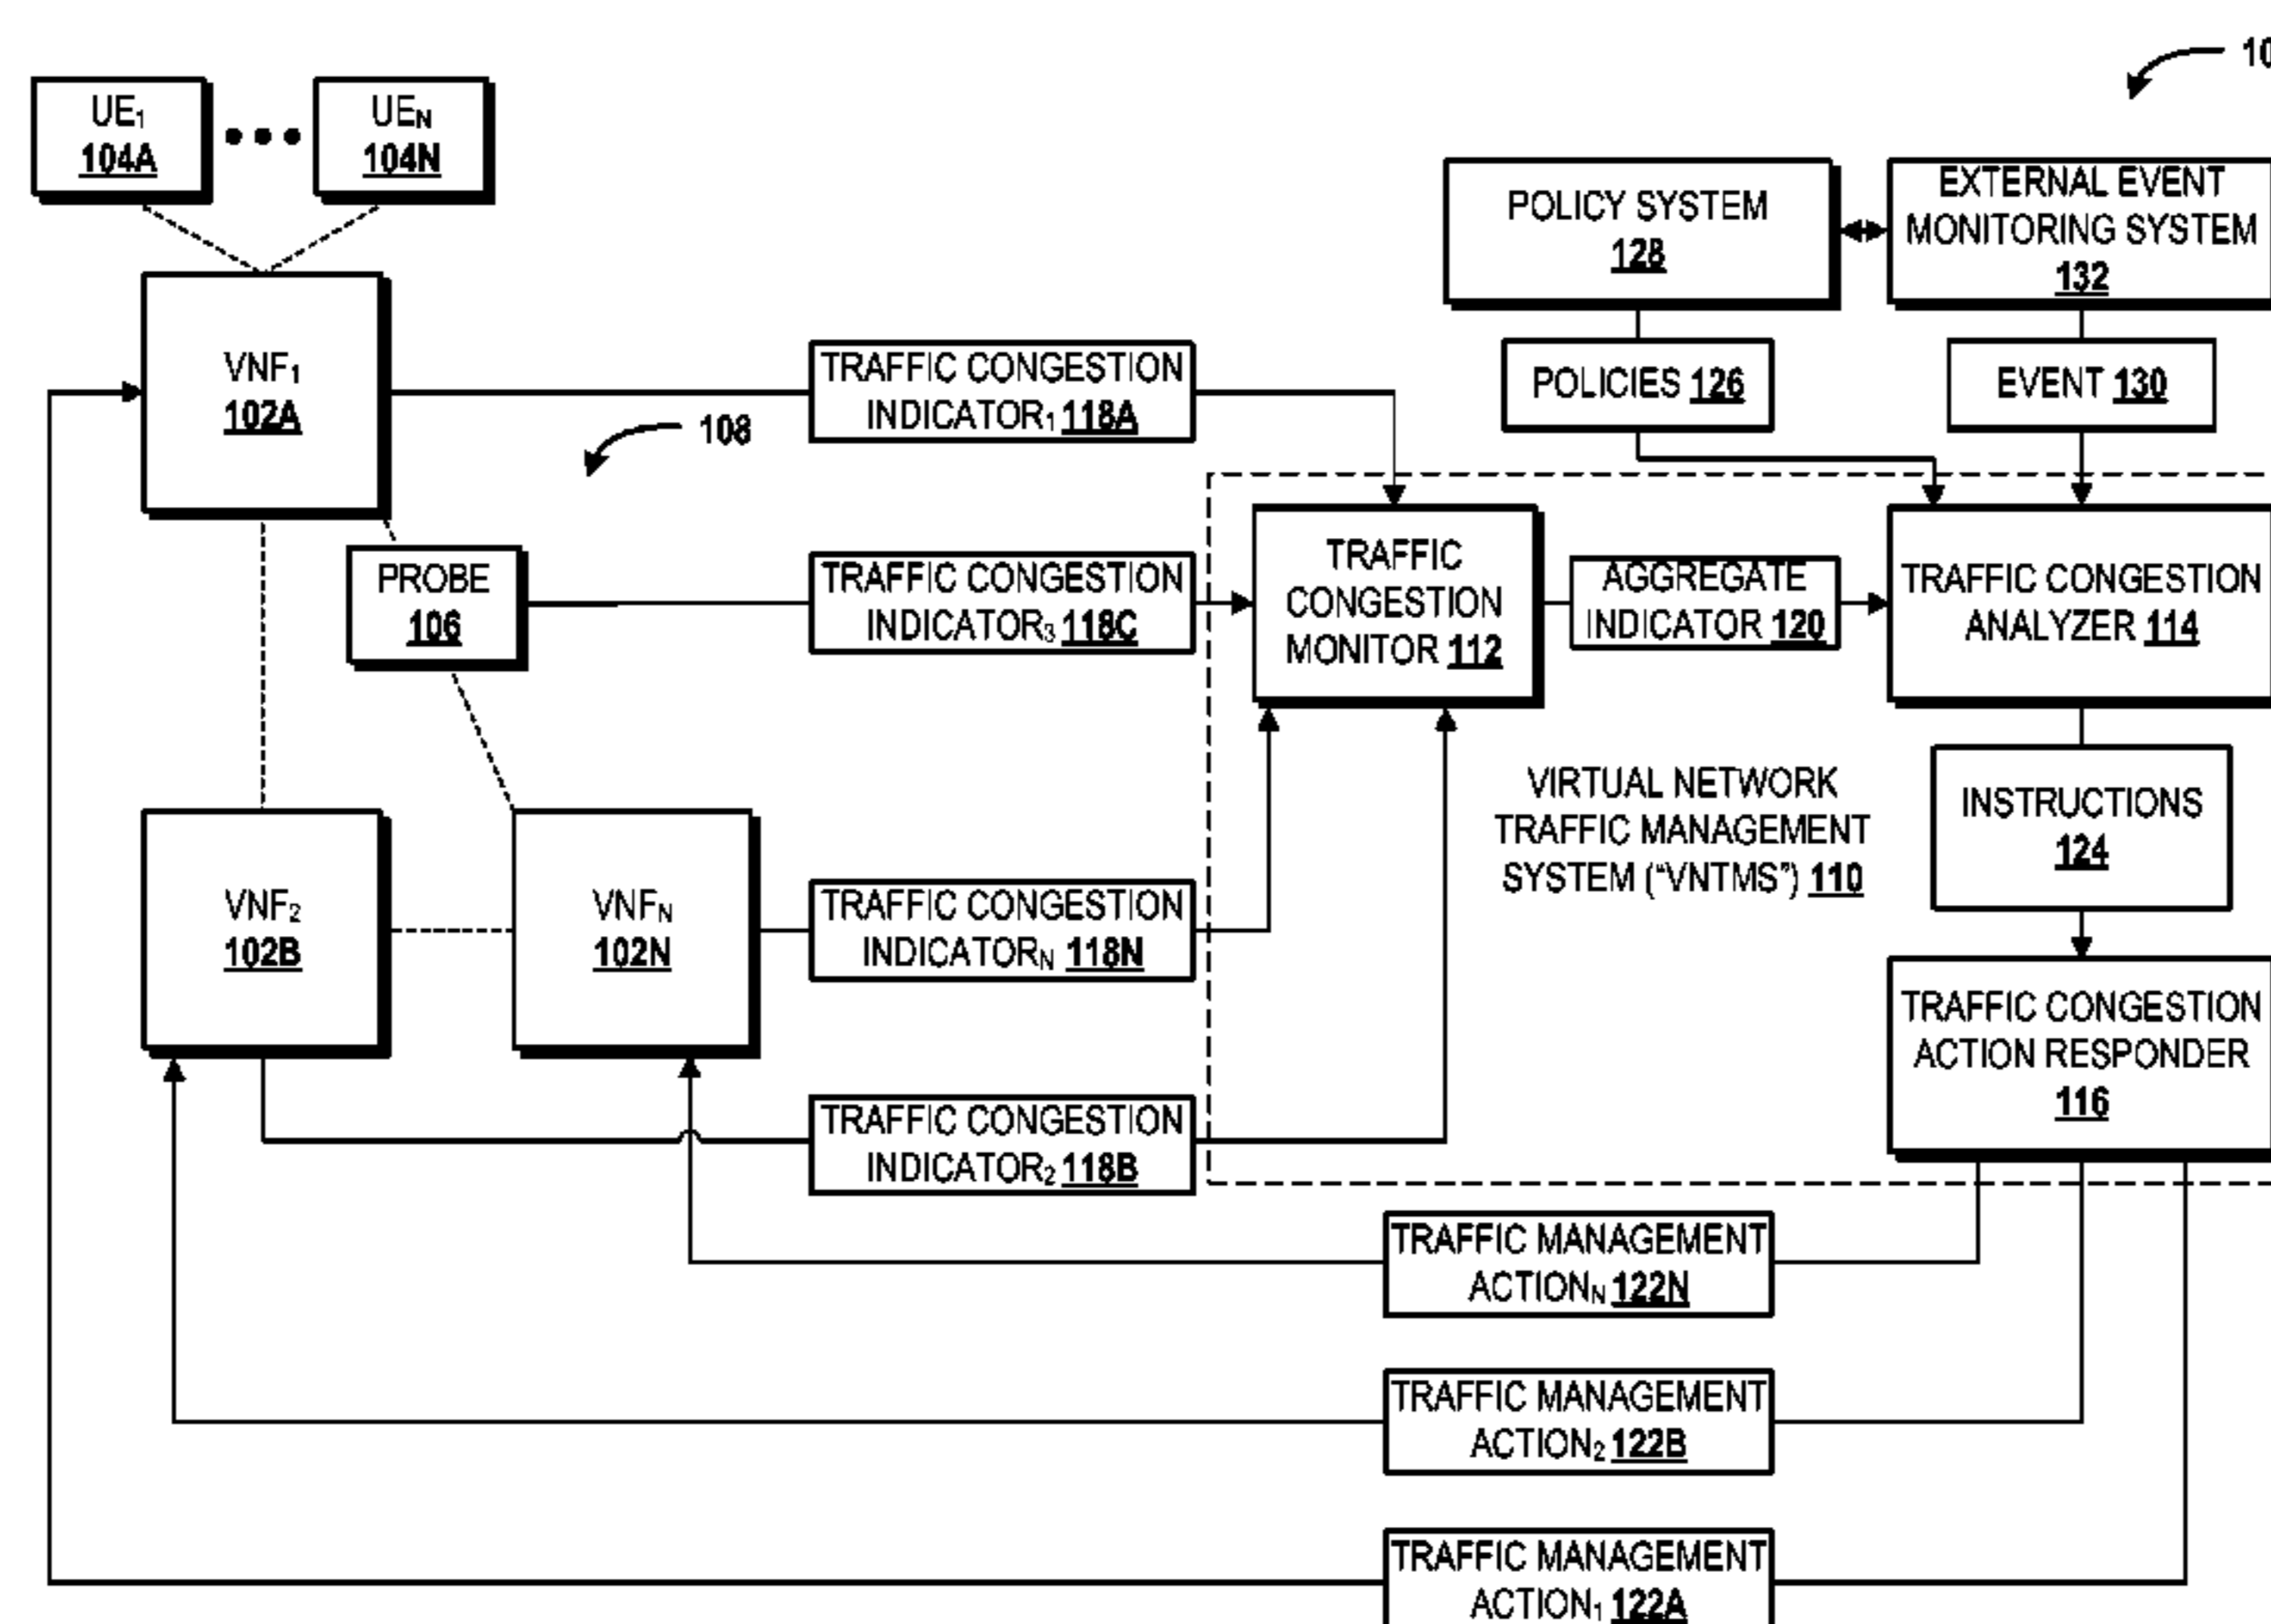 10
UE₁
104A
UEN
104N
POLICY SYSTEM
128
EXTERNAL EVENT
MONITORING SYSTEM
132
VNF₁
102A
TRAFFIC CONGESTION
INDICATOR₁ 118A
POLICIES 126
EVENT 130
108
PROBE
106
TRAFFIC CONGESTION
INDICATOR₃ 118C
TRAFFIC
CONGESTION
MONITOR 112
AGGREGATE
INDICATOR 120
TRAFFIC CONGESTION
ANALYZER 114
VIRTUAL NETWORK
TRAFFIC MANAGEMENT
SYSTEM ("VNTMS") 110
INSTRUCTIONS
124
VNF₂
102B
VNFN
102N
TRAFFIC CONGESTION
INDICATORN 118N
TRAFFIC CONGESTION
ACTION RESPONDER
116
TRAFFIC CONGESTION
INDICATOR₂ 118B
TRAFFIC MANAGEMENT
ACTIONN 122N
TRAFFIC MANAGEMENT
ACTION₂ 122B
TRAFFIC MANAGEMENT
ACTION₁ 122A